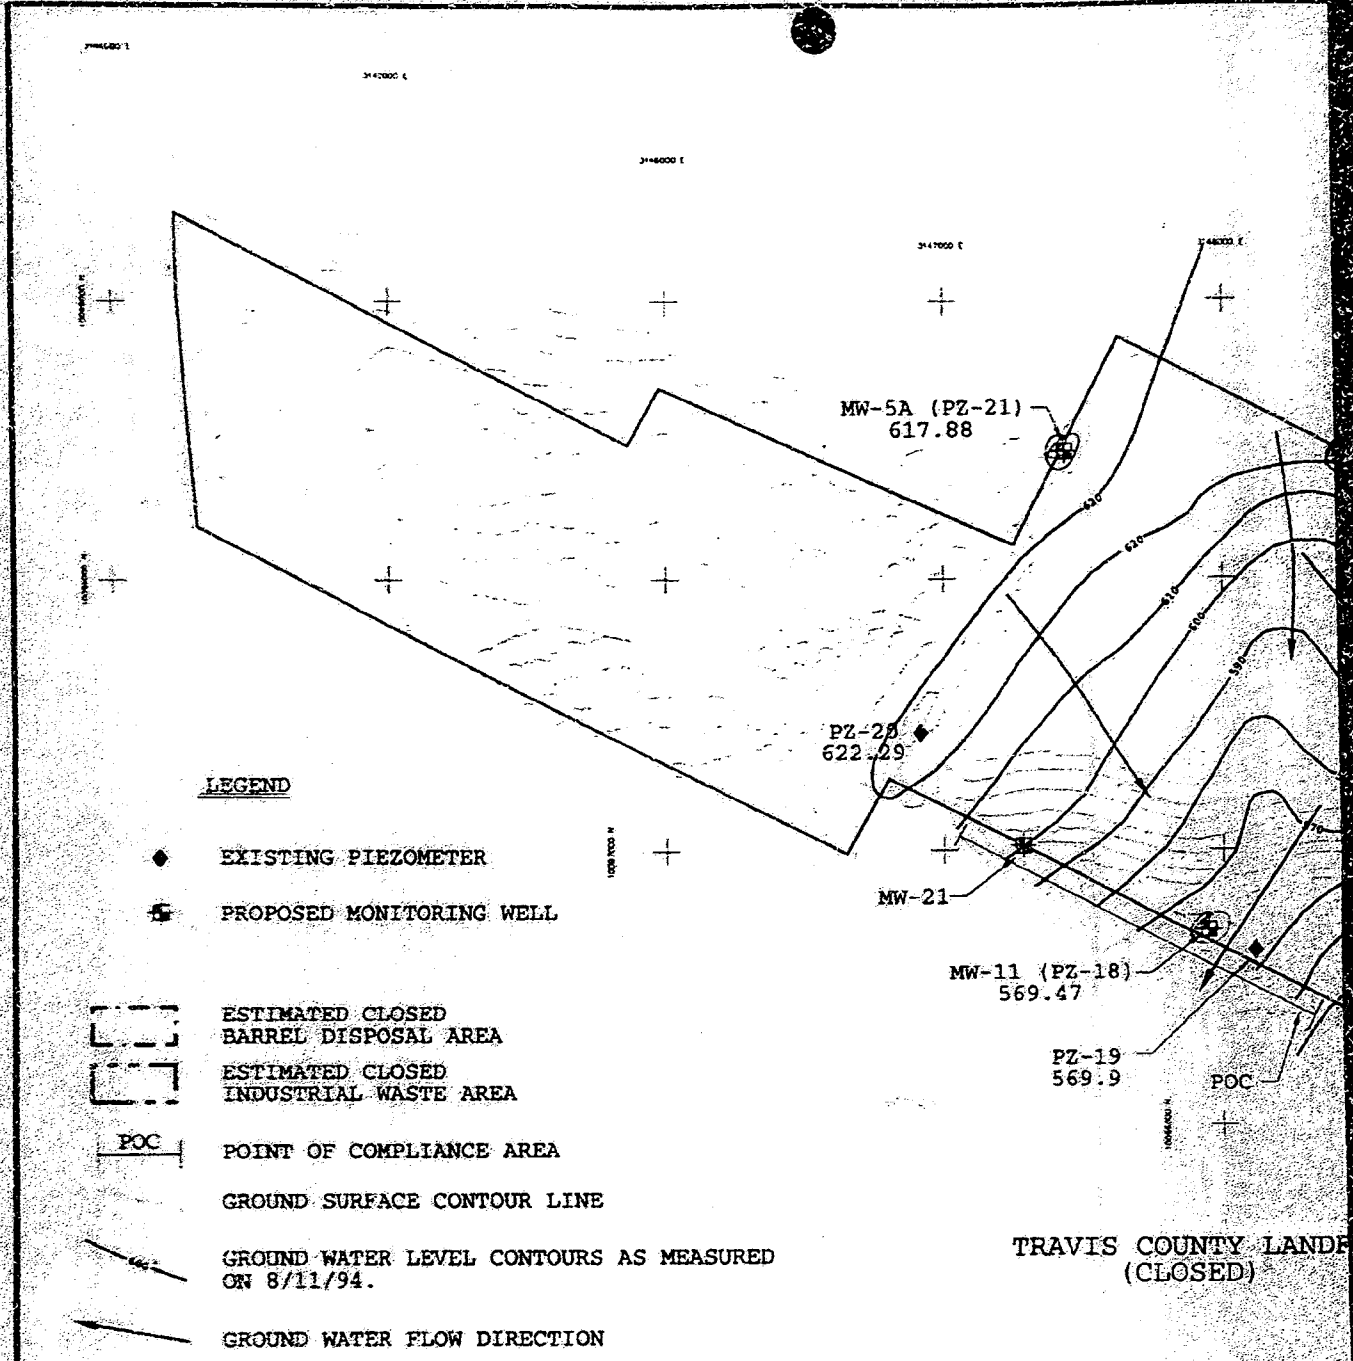 3142000 E
3146000 E
3147000 E
MW-5A (PZ-21)
617.88
620
620
610
600
590
PZ-20
622.29
LEGEND
EXISTING PIEZOMETER
MW-21
PROPOSED MONITORING WELL
MW-11 (PZ-18)
569.47
ESTIMATED CLOSED
BARREL DISPOSAL AREA
PZ-19
569.9
POC
ESTIMATED CLOSED
INDUSTRIAL WASTE AREA
POC
POINT OF COMPLIANCE AREA
GROUND SURFACE CONTOUR LINE
GROUND WATER LEVEL CONTOURS AS MEASURED
ON 8/11/94.
TRAVIS COUNTY LANDF
(CLOSED)
GROUND WATER FLOW DIRECTION